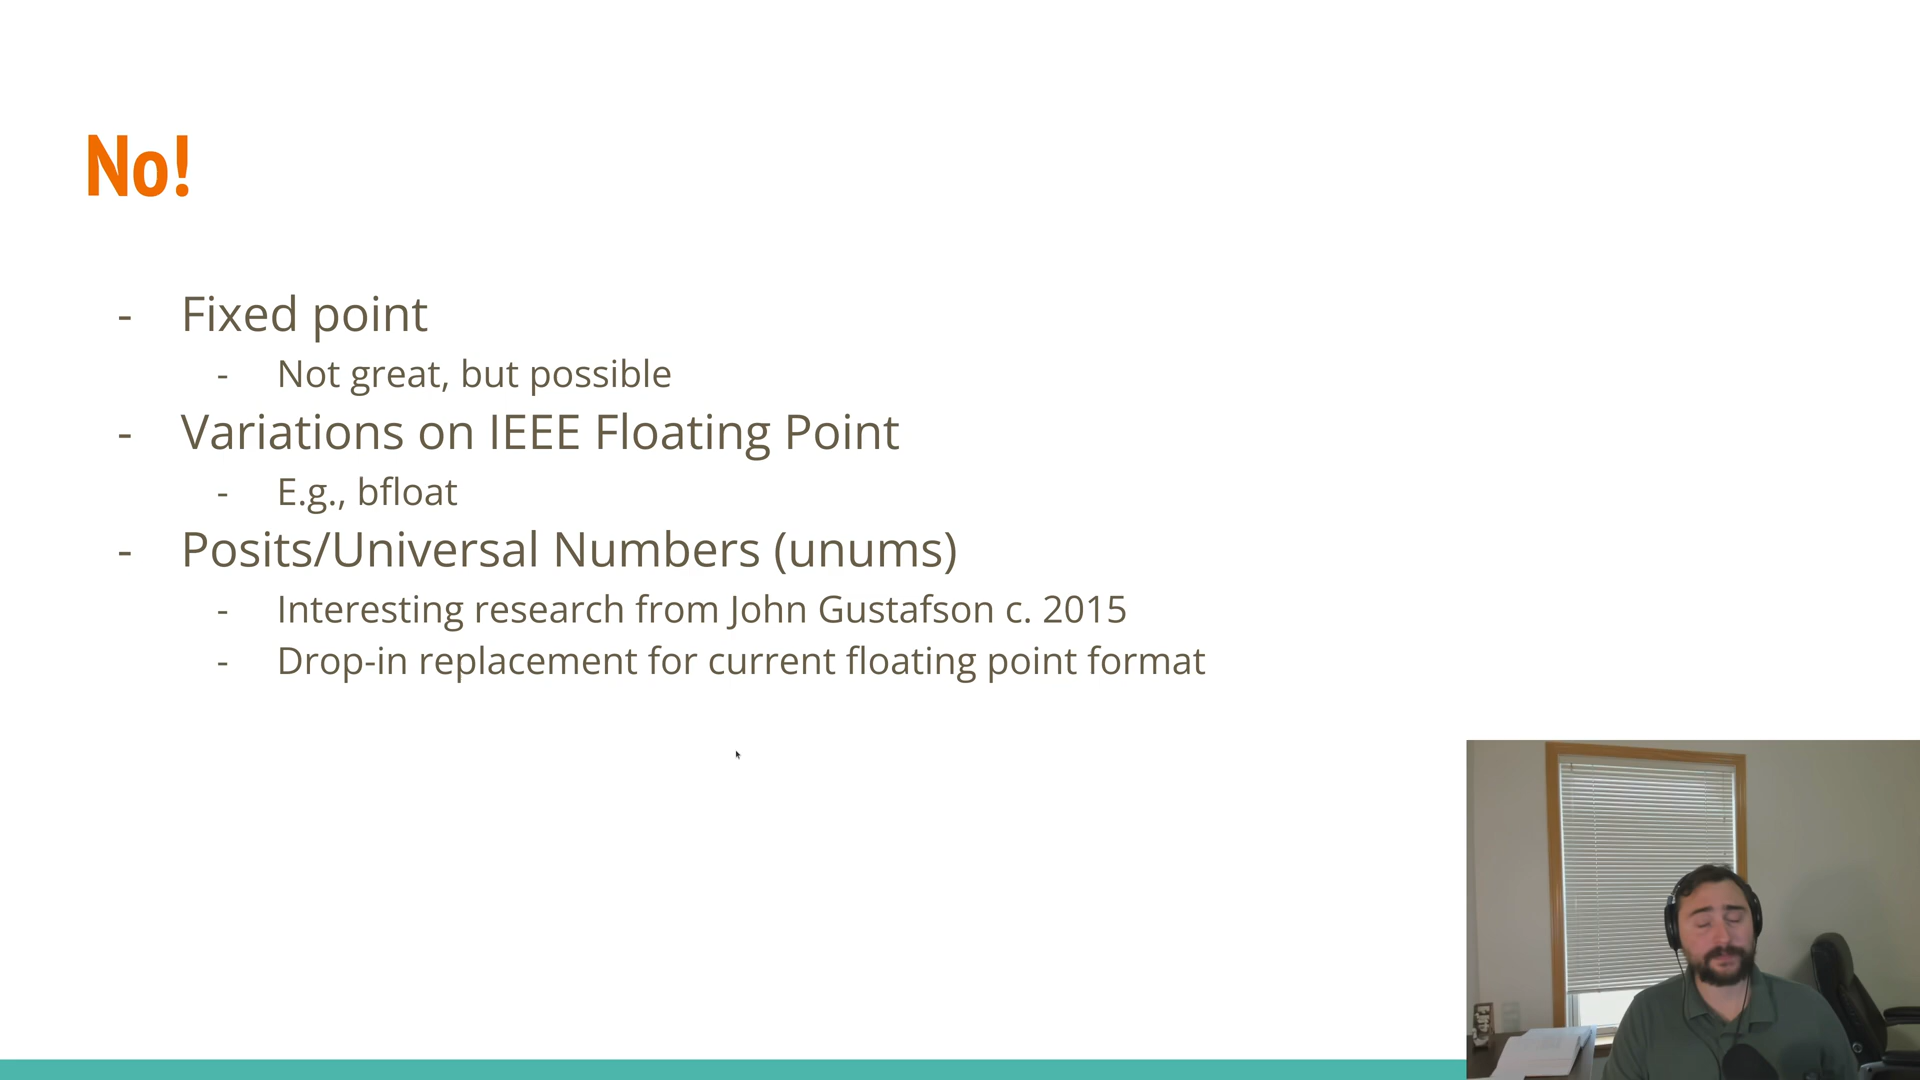 No!
- Fixed point
- Not great, but possible
- Variations on IEEE Floating Point
- E.g., bfloat
- Posits/Universal Numbers (unums)
- Interesting research from John Gustafson c. 2015
- Drop-in replacement for current floating point format